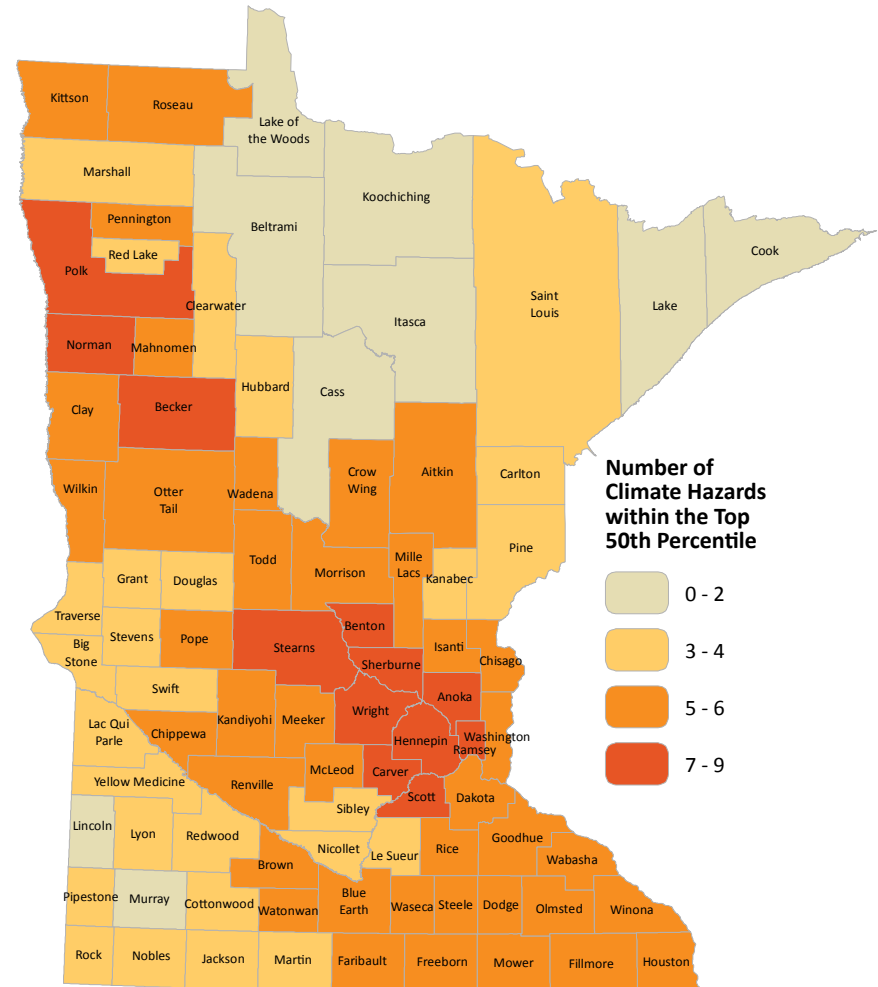 Kittson
Roseau
Lake of
the Woods
Marshall
Koochiching
Pennington
Beltrami
Red Lake
Polk
Cook
Clearwater
Saint
Louis
Lake
Itasca
Norman
Mahnomen
Hubbard
Cass
Clay
Becker
Number of
Climate Hazards
within the Top
50th Percentile
0 - 2
3 - 4
5 - 6
7 - 9
Wilkin
Otter
Tail
Wadena
Crow
Wing
Aitkin
Carlton
Pine
Grant
Douglas
Todd
Morrison
Mille
Lacs
Kanabec
Traverse
Big
Stone
Stevens
Pope
Stearns
Benton
Sherburne
Isanti
Chisago
Swift
Anoka
Lac Qui
Parle
Chippewa
Kandiyohi
Meeker
Wright
Hennepin
Washington
Ramsey
Yellow Medicine
Renville
McLeod
Carver
Scott
Dakota
Lincoln
Lyon
Redwood
Sibley
Nicollet
Le Sueur
Rice
Goodhue
Wabasha
Brown
Pipestone
Murray
Cottonwood
Watonwan
Blue
Earth
Waseca
Steele
Dodge
Olmsted
Winona
Rock
Nobles
Jackson
Martin
Faribault
Freeborn
Mower
Fillmore
Houston